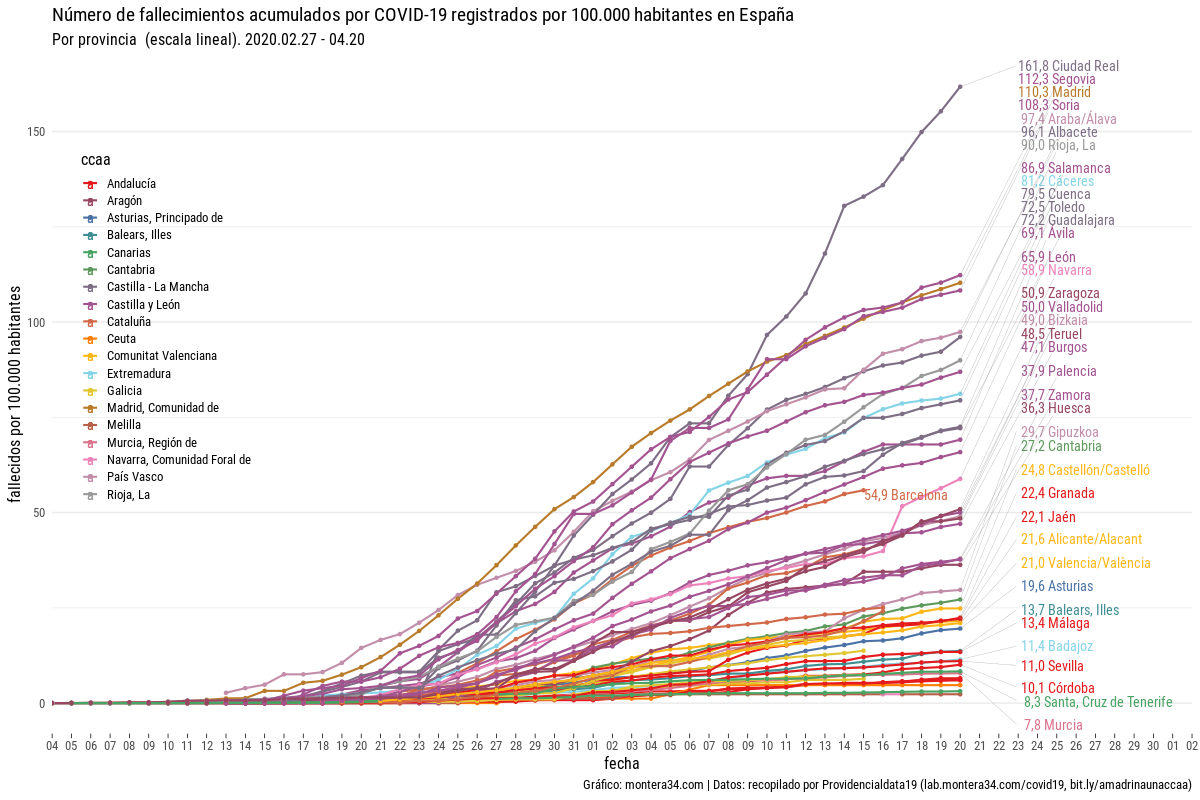 Número de fallecimientos acumulados por COVID-19 registrados por 100.000 habitantes en España
Por provincia  (escala lineal). 2020.02.27 - 04.20
fallecidos por 100.000 habitantes
150
100
50
0
ccaa
Andalucía
Aragón
Asturias, Principado de
Balears, Illes
Canarias
Cantabria
Castilla - La Mancha
Castilla y León
Cataluña
Ceuta
Comunitat Valenciana
Extremadura
Galicia
Madrid, Comunidad de
Melilla
Murcia, Región de
Navarra, Comunidad Foral de
País Vasco
Rioja, La
161,8 Ciudad Real
112,3 Segovia
110,3 Madrid
108,3 Soria
97,4 Araba/Álava
96,1 Albacete
90,0 Rioja, La
86,9 Salamanca
81,2 Cáceres
79,5 Cuenca
72,5 Toledo
72,2 Guadalajara
69,1 Ávila
65,9 León
58,9 Navarra
50,9 Zaragoza
50,0 Valladolid
49,0 Bizkaia
48,5 Teruel
47,1 Burgos
37,9 Palencia
37,7 Zamora
36,3 Huesca
29,7 Gipuzkoa
27,2 Cantabria
24,8 Castellón/Castelló
54,9 Barcelona
22,4 Granada
22,1 Jaén
21,6 Alicante/Alacant
21,0 Valencia/València
19,6 Asturias
13,7 Balears, Illes
13,4 Málaga
11,4 Badajoz
11,0 Sevilla
10,1 Córdoba
8,3 Santa, Cruz de Tenerife
7,8 Murcia
04 05 06 07 08 09 10 11 12 13 14 15 16 17 18 19 20 21 22 23 24 25 26 27 28 29 30 31 01 02 03 04 05 06 07 08 09 10 11 12 13 14 15 16 17 18 19 20 21 22 23 24 25 26 27 28 29 30 01 02
fecha
Gráfico: montera34.com | Datos: recopilado por Providencialdata19 (lab.montera34.com/covid19, bit.ly/amadrinaunaccaa)